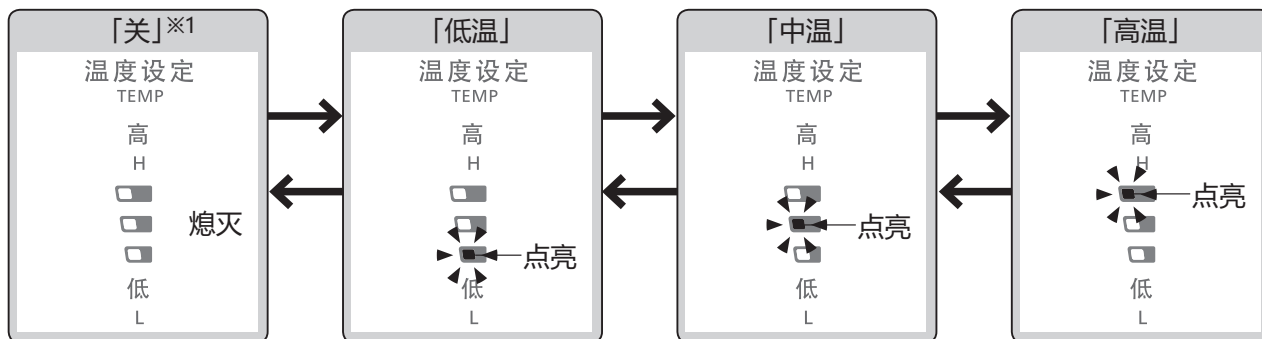 「关」※1
温度设定
TEMP
高
H
熄灭
低
L
「低温」
温度设定
TEMP
高
H
点亮
低
L
「中温」
温度设定
TEMP
高
H
点亮
低
L
「高温」
温度设定
TEMP
高
H
点亮
低
L